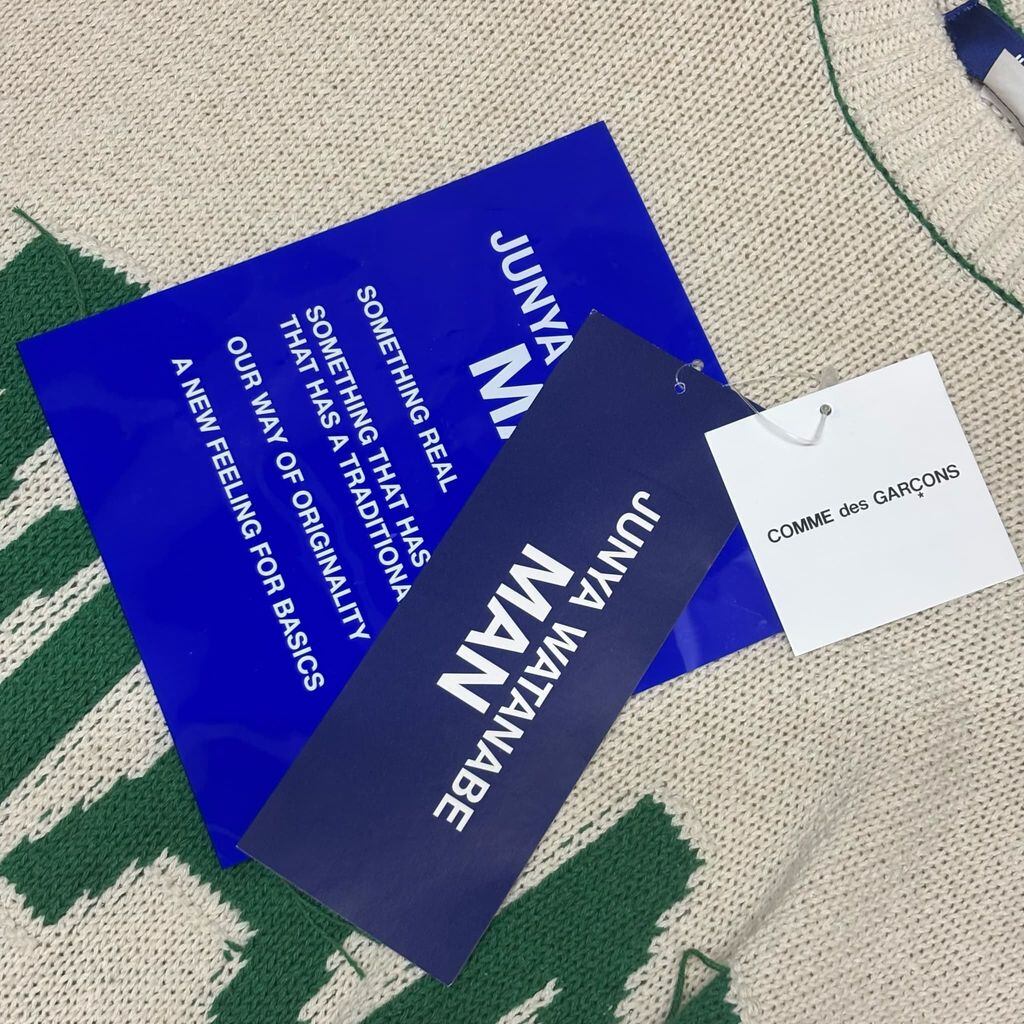 JUNYA
MA
SOMETHING REAL
SOMETHING THAT HAS
THAT HAS A TRADITIONA
OUR WAY OF ORIGINALITY
A NEW FEELING FOR BASICS
JUNYA WATANABE
MAN
COMME des GARÇONS